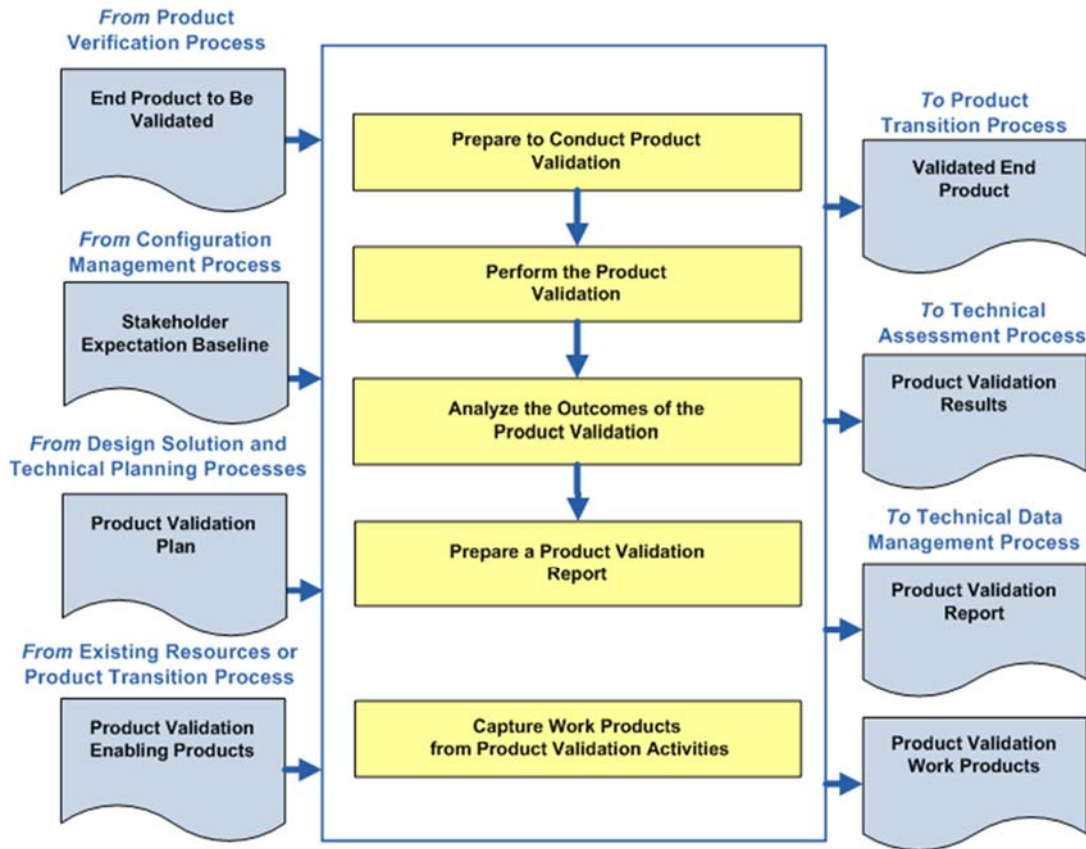 From Product
Verification Process
End Product to Be
Validated
From Configuration
Management Process
Stakeholder
Expectation Baseline
From Design Solution and
Technical Planning Processes
Product Validation
Plan
From Existing Resources or
Product Transition Process
Product Validation
Enabling Products
Prepare to Conduct Product
Validation
Perform the Product
Validation
Analyze the Outcomes of the
Product Validation
Prepare a Product Validation
Report
Capture Work Products
from Product Validation Activities
To Product
Transition Process
Validated End
Product
To Technical
Assessment Process
Product Validation
Results
To Technical Data
Management Process
Product Validation
Report
Product Validation
Work Products